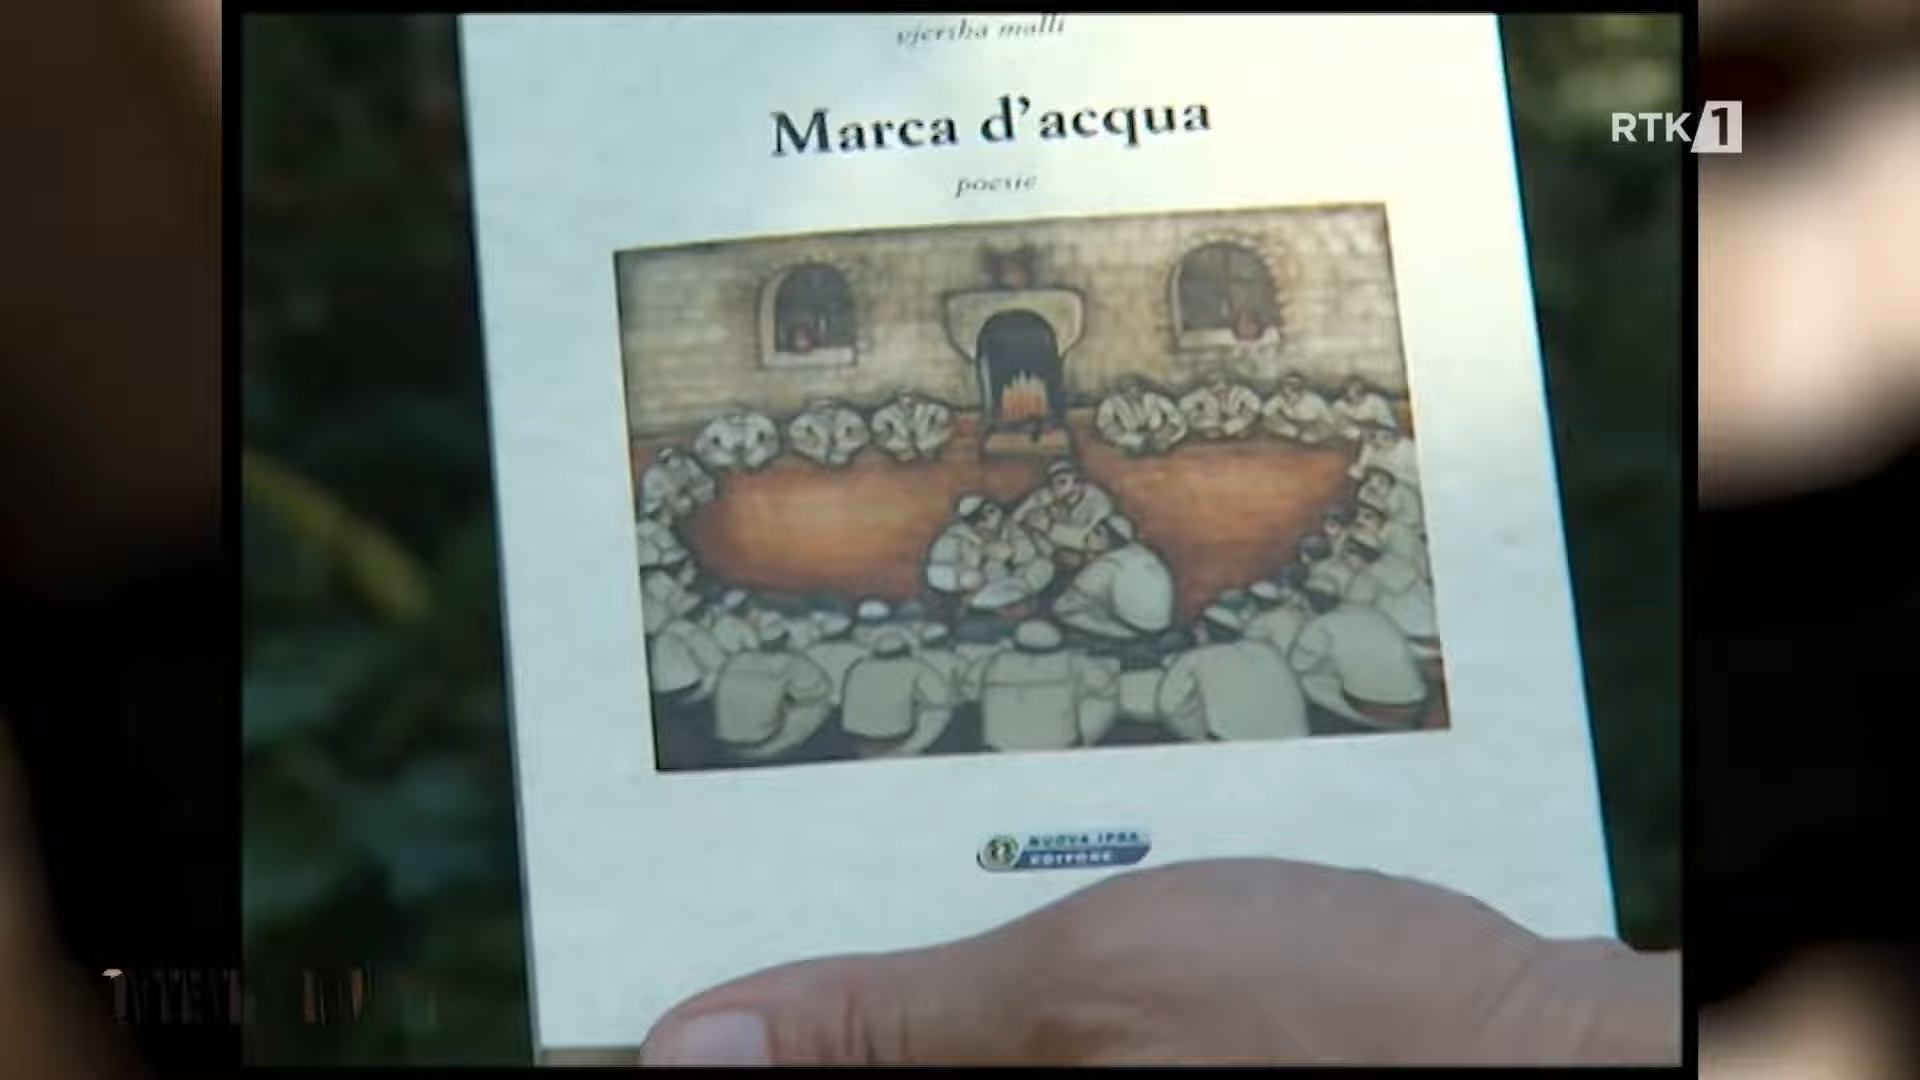 vjersha malli
Marca d'acqua
poesie
RTK 1
NUOVA IPSA
EDITORE